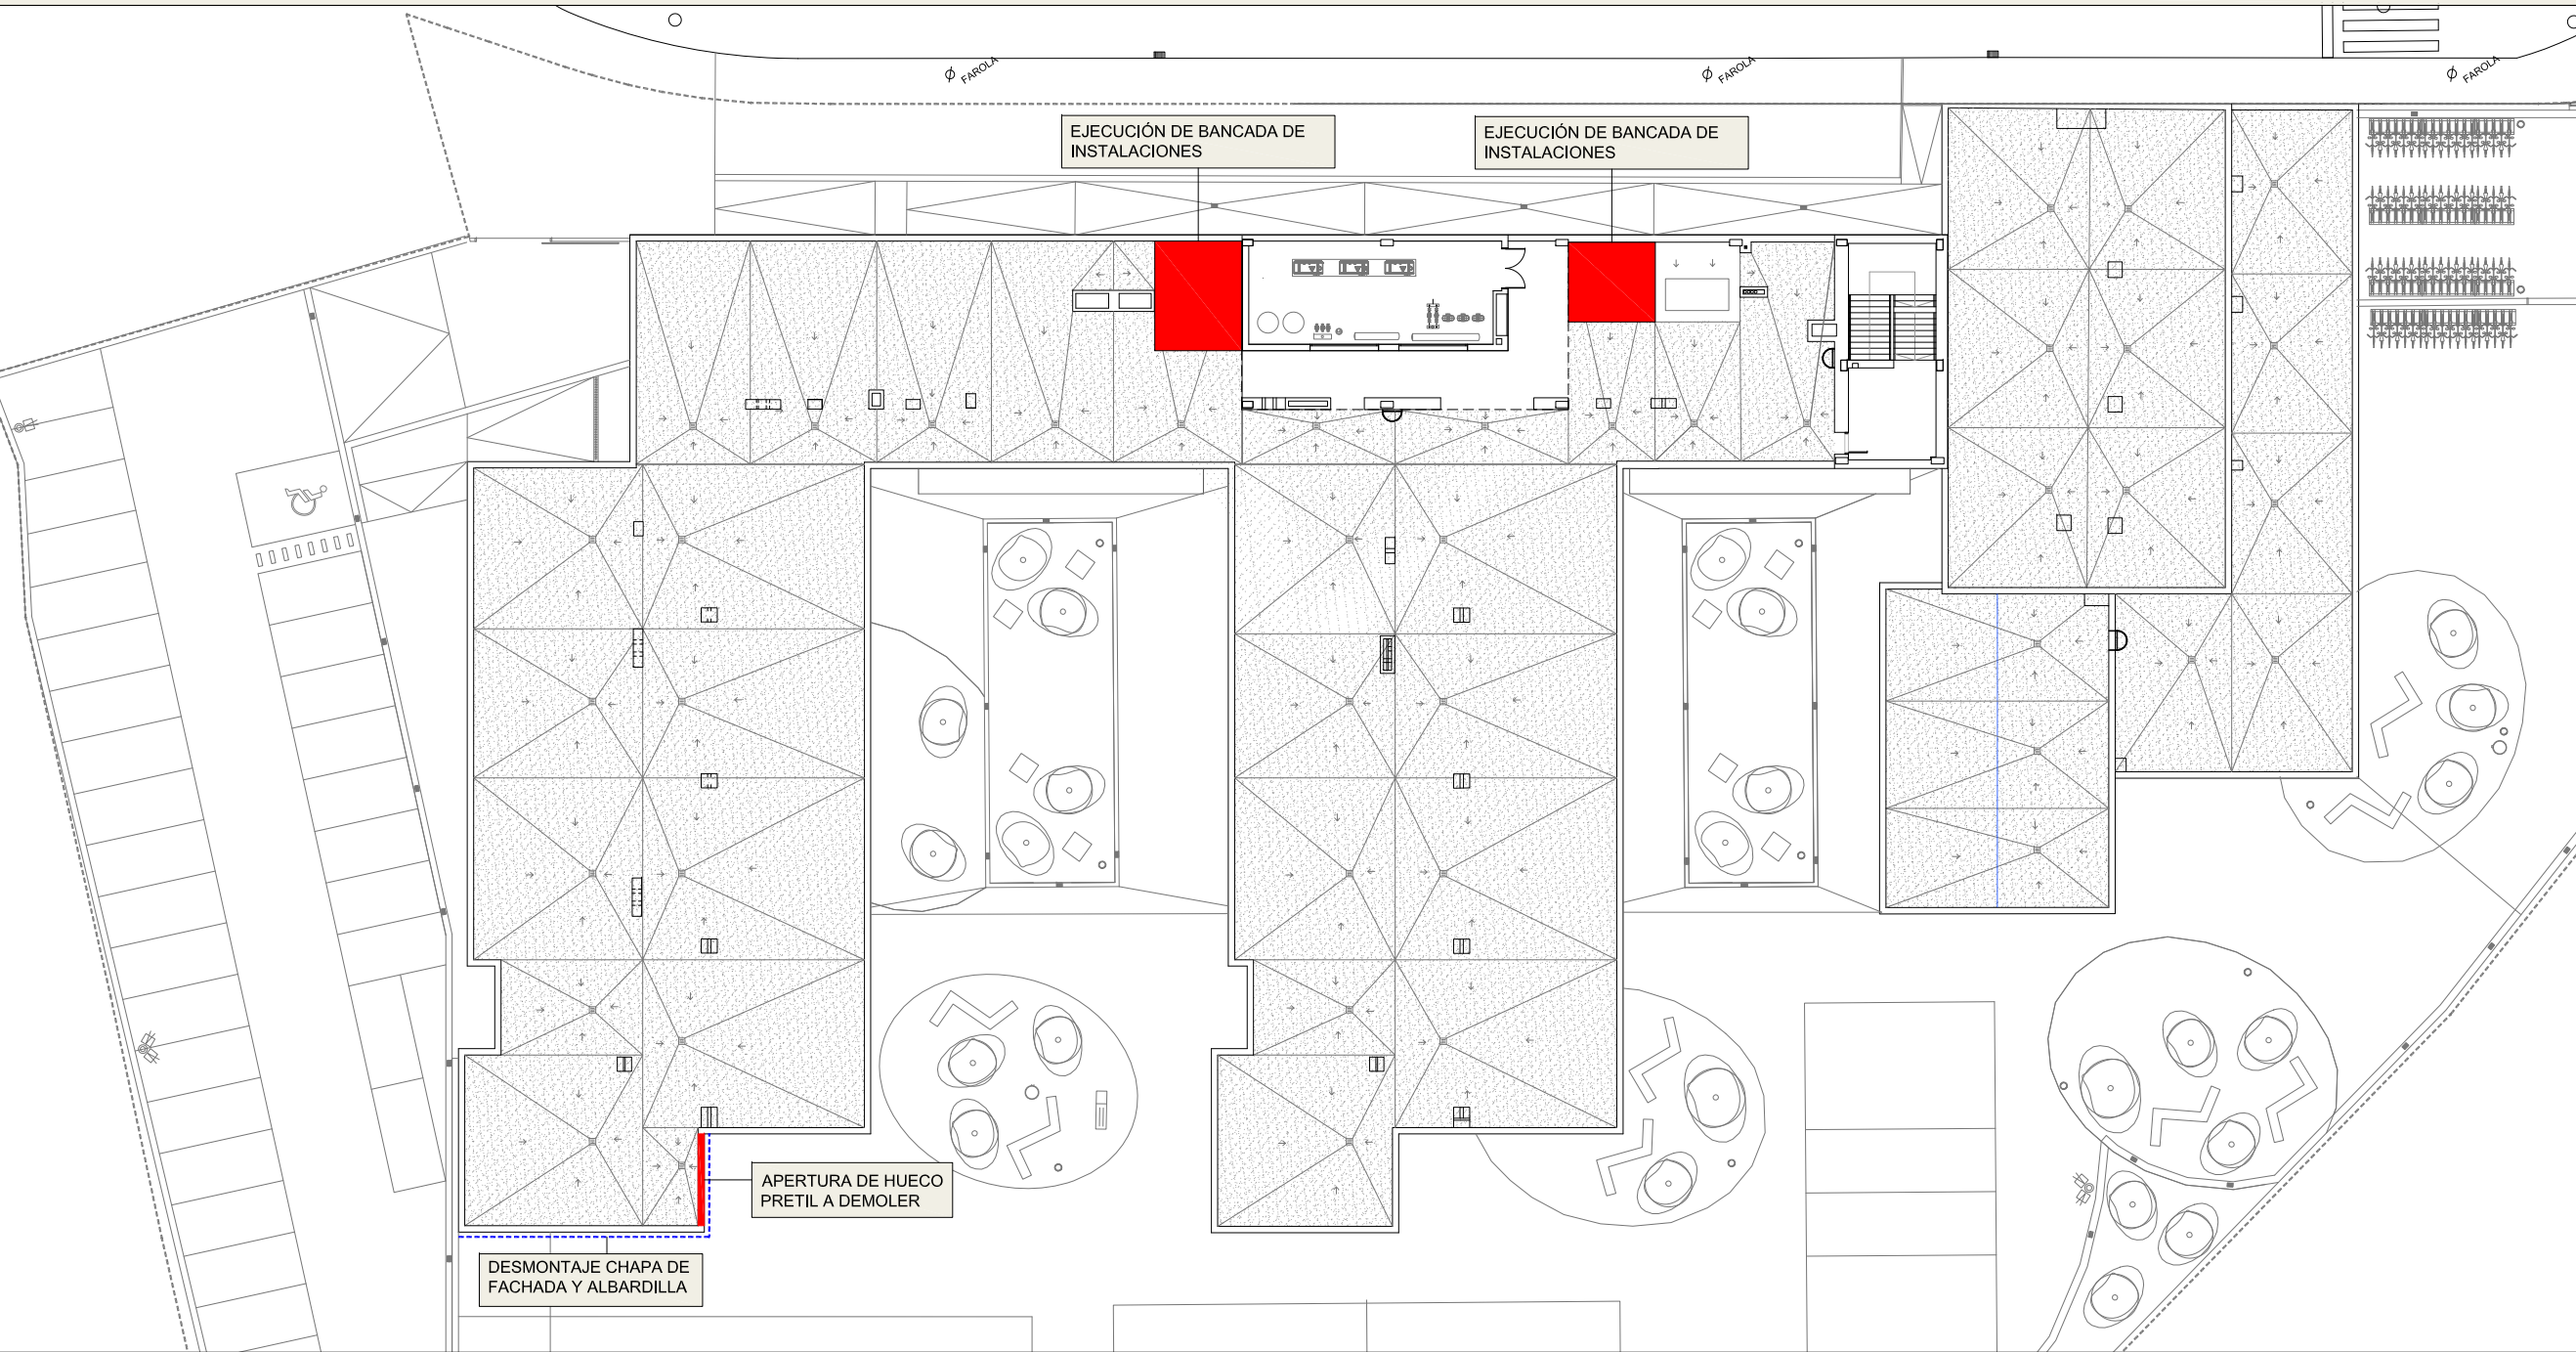 FAROLA
FAROLA
FAROLA
EJECUCIÓN DE BANCADA DE
INSTALACIONES
EJECUCIÓN DE BANCADA DE
INSTALACIONES
APERTURA DE HUECO
PRETIL A DEMOLER
DESMONTAJE CHAPA DE
FACHADA Y ALBARDILLA